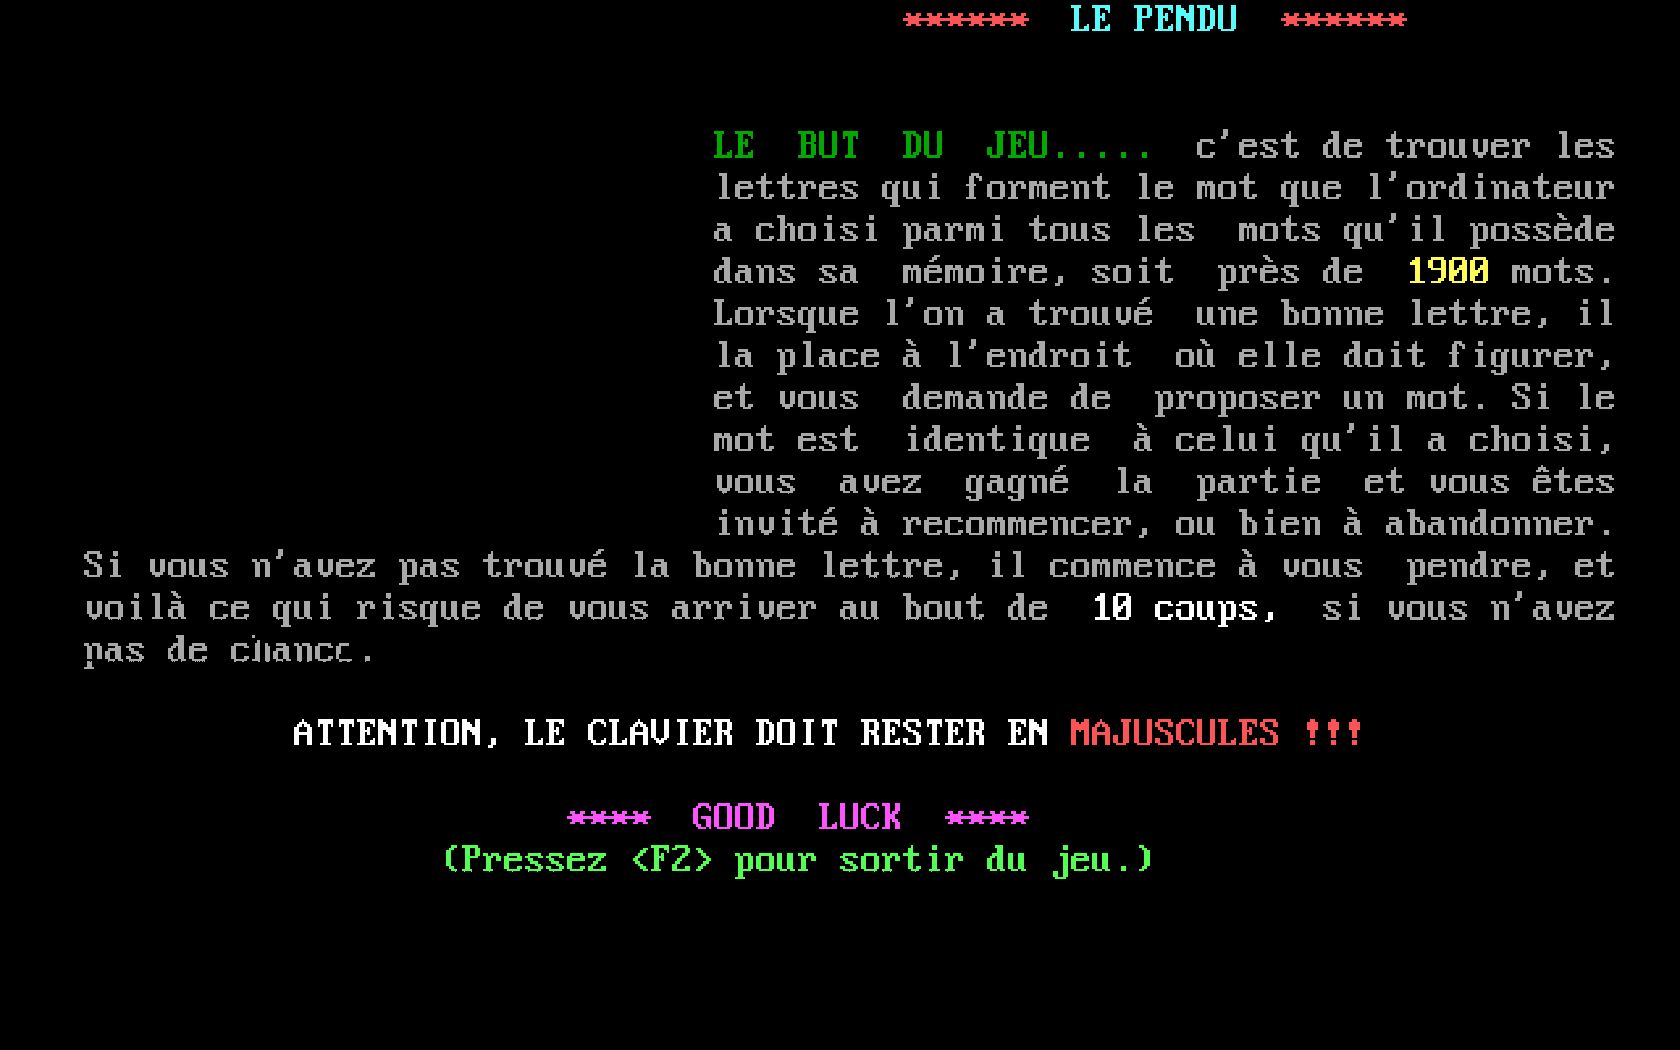 ****** LE PENDU ******
LE BUT DU JEU..... c'est de trouver les
lettres qui forment le mot que l'ordinateur
a choisi parmi tous les mots qu'il possède
dans sa mémoire, soit près de 1900 mots.
Lorsque l'on a trouvé une bonne lettre, il
la place à l'endroit où elle doit figurer,
et vous demande de proposer un mot. Si le
mot est identique à celui qu'il a choisi,
vous avez gagné la partie et vous êtes
invité à recommencer, ou bien à abandonner.
Si vous n'avez pas trouvé la bonne lettre, il commence à vous pendre, et
voilà ce qui risque de vous arriver au bout de 10 coups, si vous n'avez
pas de chance.
ATTENTION, LE CLAVIER DOIT RESTER EN MAJUSCULES !!!
**** GOOD LUCK ****
(Pressez <F2> pour sortir du jeu.)